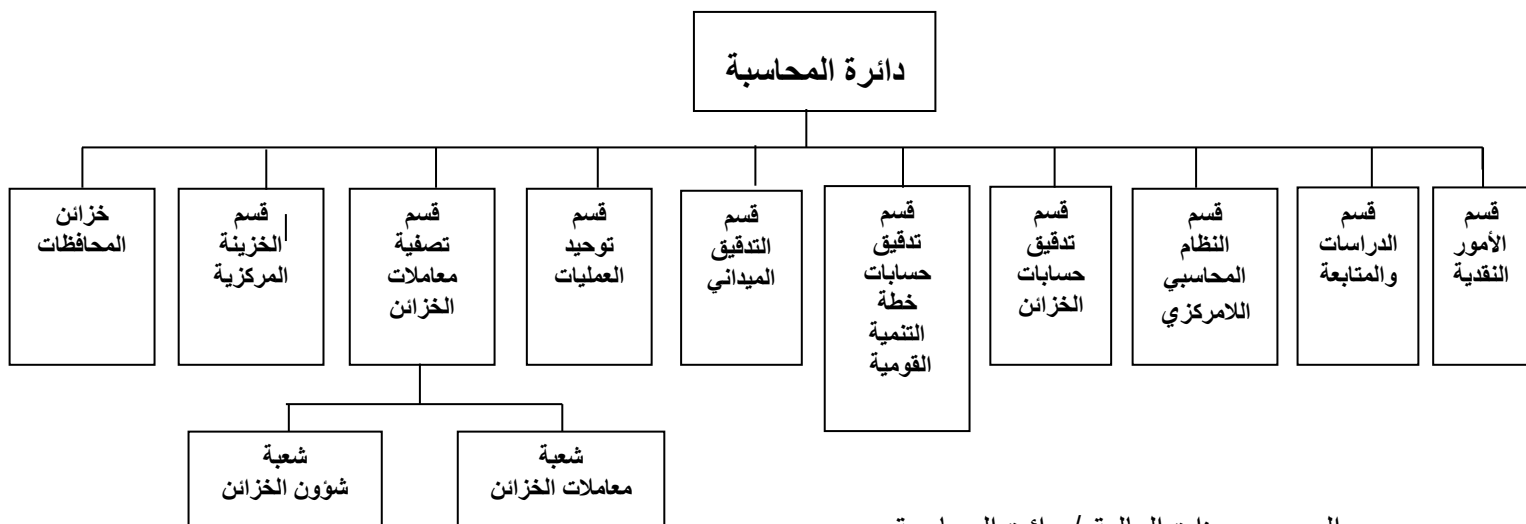 دائرة المحاسبة
قسم
الأمور
النقدية
قسم
الدراسات
والمتابعة
قسم
النظام
المحاسبي
اللامركزي
قسم
تدقيق
حسابات
الخزائن
قسم
تدقيق
حسابات
خطة
التنمية
القومية
قسم
التدقيق
الميداني
قسم
توحيد
العمليات
قسم
تصفية
معاملات
الخزائن
قسم
الخزينة
المركزية
خزائن
المحافظات
شعبة
معاملات الخزائن
شعبة
شؤون الخزائن